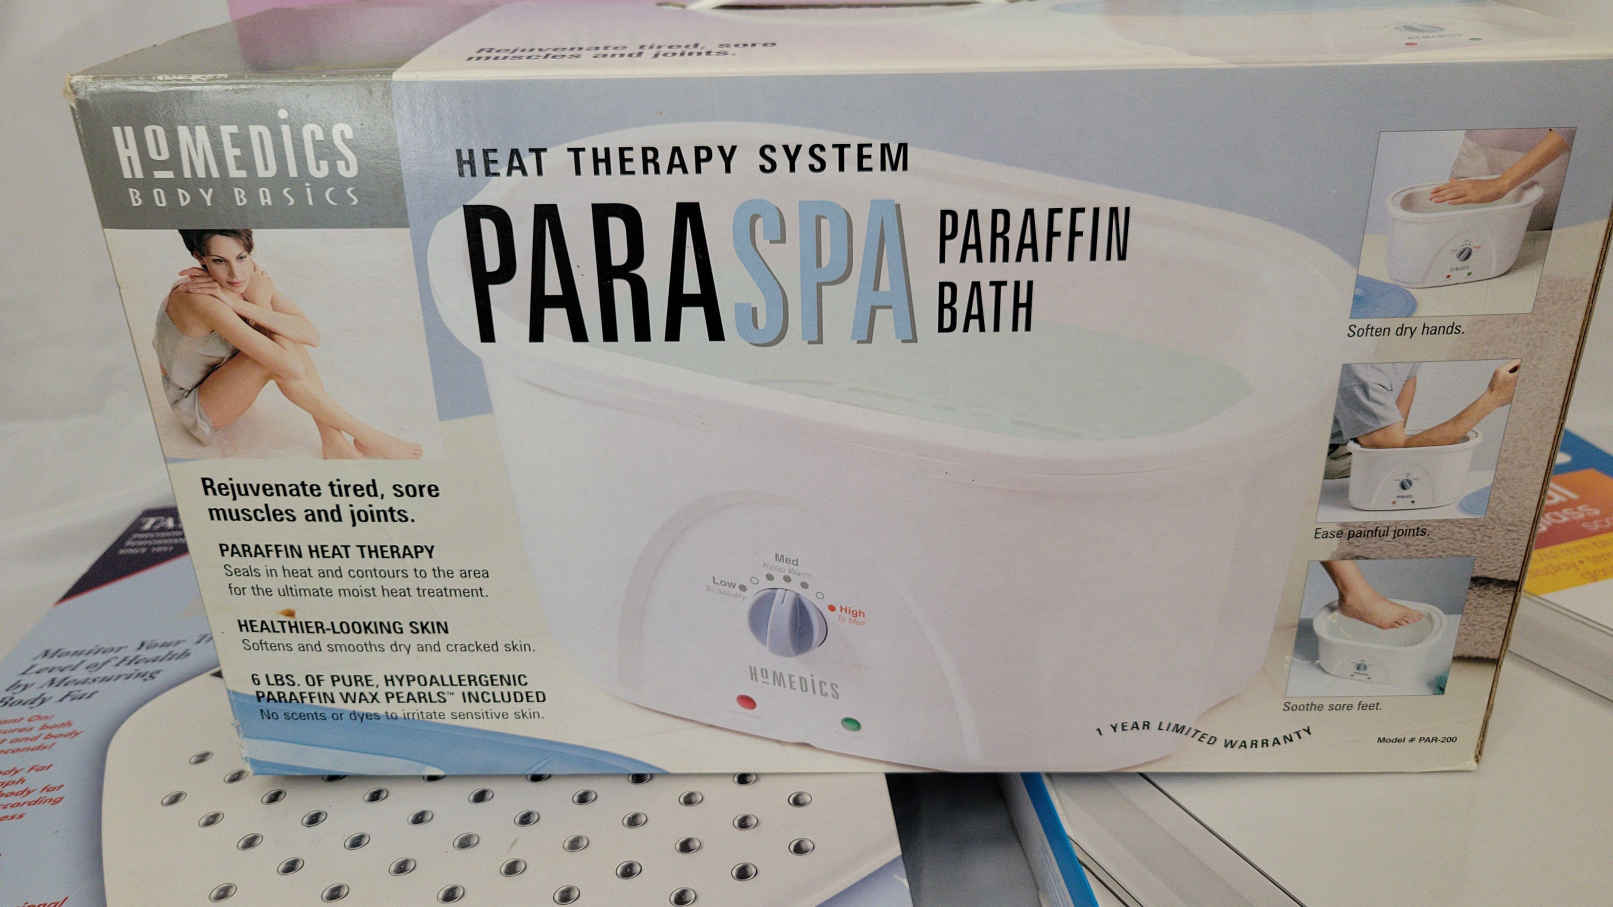 Rejuvenate tired, sore
muscles and joints.
HOMEDICS
BODY BASICS
HEAT THERAPY SYSTEM
PARASPA
PARAFFIN
BATH
Rejuvenate tired, sore
muscles and joints.
PARAFFIN HEAT THERAPY
Seals in heat and contours to the area
for the ultimate moist heat treatment.
HEALTHIER-LOOKING SKIN
Softens and smooths dry and cracked skin.
6 LBS. OF PURE, HYPOALLERGENIC
PARAFFIN WAX PEARLS™ INCLUDED
No scents or dyes to irritate sensitive skin.
Med
Keep Warm
Low
High
to Melt
HOMEDICS
Soften dry hands.
Ease painful joints.
Soothe sore feet.
1 YEAR LIMITED WARRANTY
Model # PAR-200
Monitor Your
Level of Health
by Measuring
Body Fat